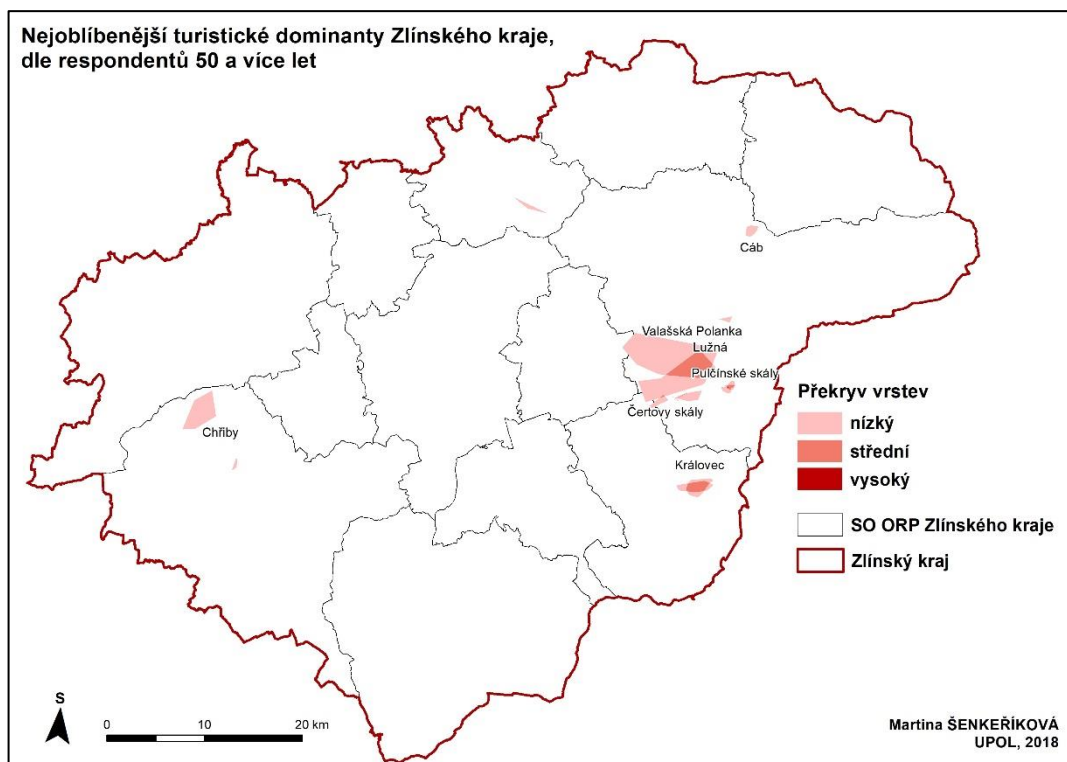 Nejoblíbenější turistické dominanty Zlínského kraje,
dle respondentů 50 a více let
Cáb
Valašská Polanka
Lužná
Pulčínské skály
Čertovy skály
Chřiby
Královec
Překryv vrstev
nízký
střední
vysoký
SO ORP Zlínského kraje
Zlínský kraj
S
0 10 20 km
Martina ŠENKEŘÍKOVÁ
UPOL, 2018